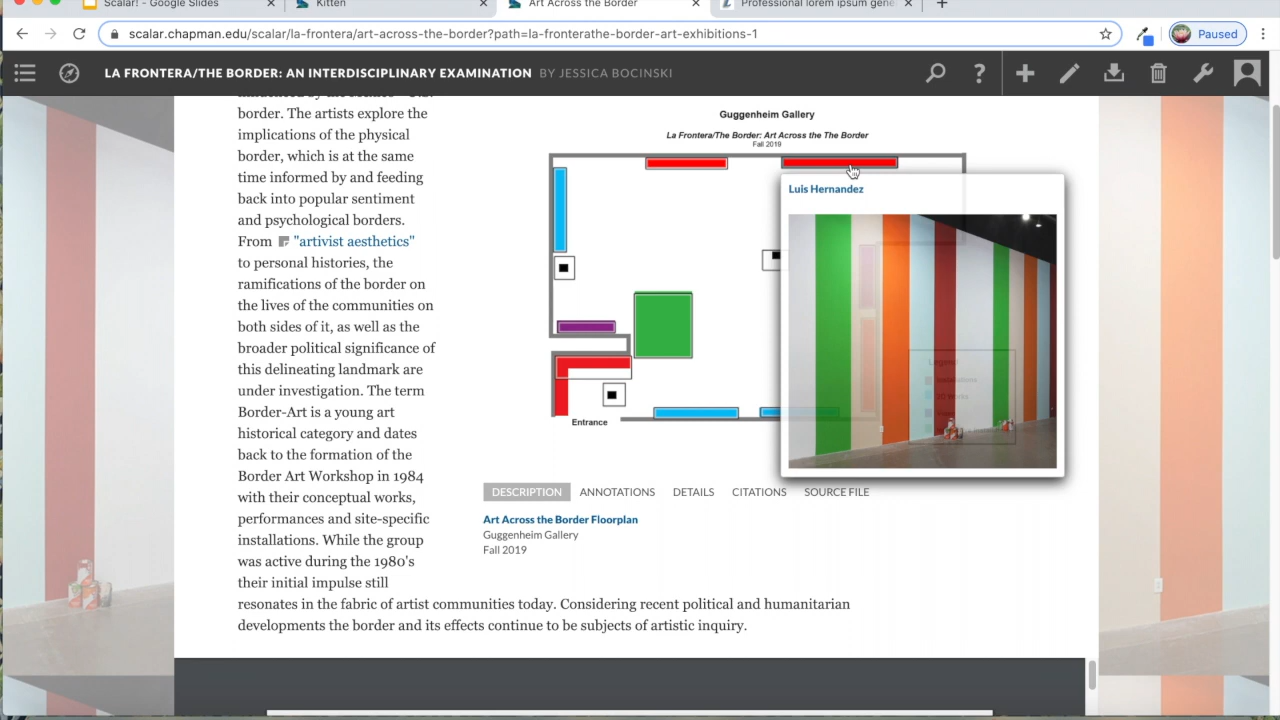 Scalar! - Google Slides
Kitten
Art Across the Border
Professional lorem ipsum gene
scalar.chapman.edu/scalar/la-frontera/art-across-the-border?path=la-fronterathe-border-art-exhibitions-1
Paused
LA FRONTERA/THE BORDER: AN INTERDISCIPLINARY EXAMINATION BY JESSICA BOCINSKI
border. The artists explore the
implications of the physical
border, which is at the same
time informed by and feeding
back into popular sentiment
and psychological borders.
From "artivist aesthetics"
to personal histories, the
ramifications of the border on
the lives of the communities on
both sides of it, as well as the
broader political significance of
this delineating landmark are
under investigation. The term
Border-Art is a young art
historical category and dates
back to the formation of the
Border Art Workshop in 1984
with their conceptual works,
performances and site-specific
installations. While the group
was active during the 1980's
their initial impulse still
resonates in the fabric of artist communities today. Considering recent political and humanitarian
developments the border and its effects continue to be subjects of artistic inquiry.
Guggenheim Gallery
La Frontera/The Border: Art Across the The Border
Fall 2019
Luis Hernandez
Legend
Entrance
DESCRIPTION ANNOTATIONS DETAILS CITATIONS SOURCE FILE
Art Across the Border Floorplan
Guggenheim Gallery
Fall 2019